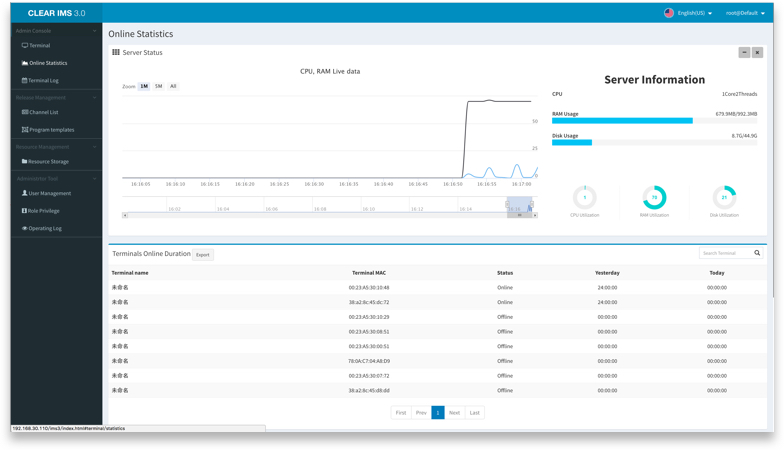 CLEAR IMS 3.0
English(US)
root@Default
Admin Console
Terminal
Online Statistics
Terminal Log
Release Management
Channel List
Program templates
Resource Management
Resource Storage
Administrator Tool
User Management
Role Privilege
Operating Log
Online Statistics
Server Status
CPU, RAM Live data
Zoom 1M 5M All
50
25
0
16:16:05 16:16:10 16:16:15 16:16:20 16:16:25 16:16:30 16:16:35 16:16:40 16:16:45 16:16:50 16:16:55 16:17:00
16:02 16:04 16:06 16:08 16:10 16:12 16:14 16:16
Server Information
CPU 1Core2Threads
RAM Usage 679.9MB/992.3MB
Disk Usage 8.7G/44.9G
1 70 21
CPU Utilization RAM Utilization Disk Utilization
Terminals Online Duration Export
Search Terminal
Terminal name Terminal MAC Status Yesterday Today
未命名 00:23:A5:30:10:48 Online 24:00:00 00:00:00
未命名 38:a2:8c:45:dc:72 Online 24:00:00 00:00:00
未命名 00:23:A5:30:10:29 Offline 00:00:00 00:00:00
未命名 00:23:A5:30:08:51 Offline 00:00:00 00:00:00
未命名 00:23:A5:30:00:51 Offline 00:00:00 00:00:00
未命名 78:0A:C7:04:A8:D9 Offline 00:00:00 00:00:00
未命名 00:23:A5:30:07:72 Offline 00:00:00 00:00:00
未命名 38:a2:8c:45:d8:dd Offline 00:00:00 00:00:00
First Prev 1 Next Last
192.168.30.110/ims3/index.html#terminal/statistics